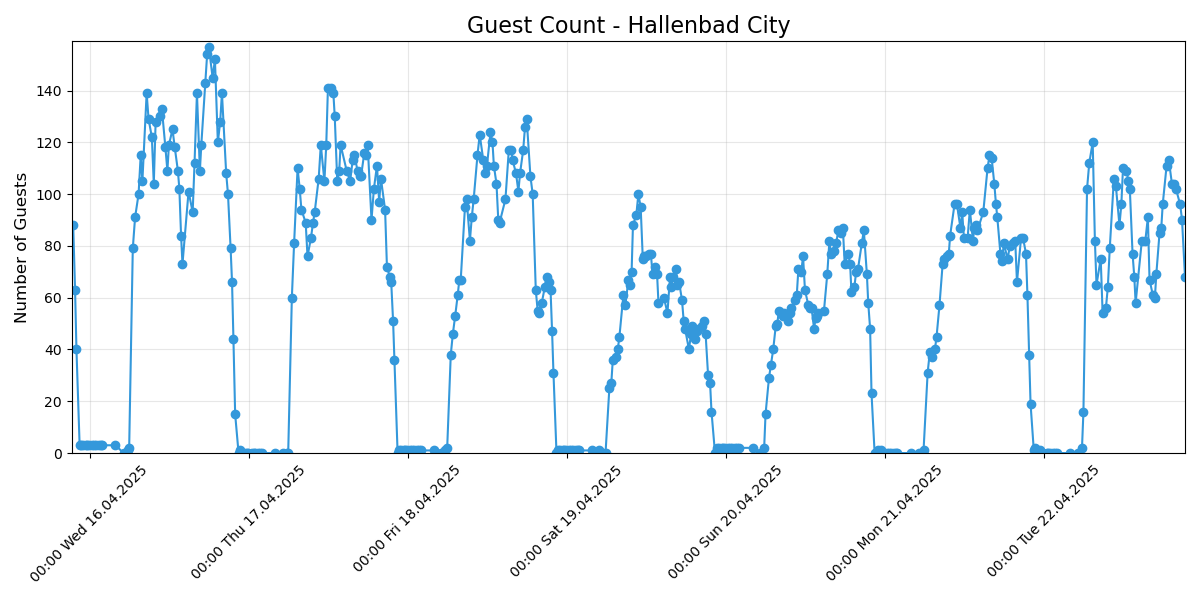 Guest Count - Hallenbad City
Number of Guests
140
120
100
80
60
40
20
0
00:00 Wed 16.04.2025
00:00 Thu 17.04.2025
00:00 Fri 18.04.2025
00:00 Sat 19.04.2025
00:00 Sun 20.04.2025
00:00 Mon 21.04.2025
00:00 Tue 22.04.2025